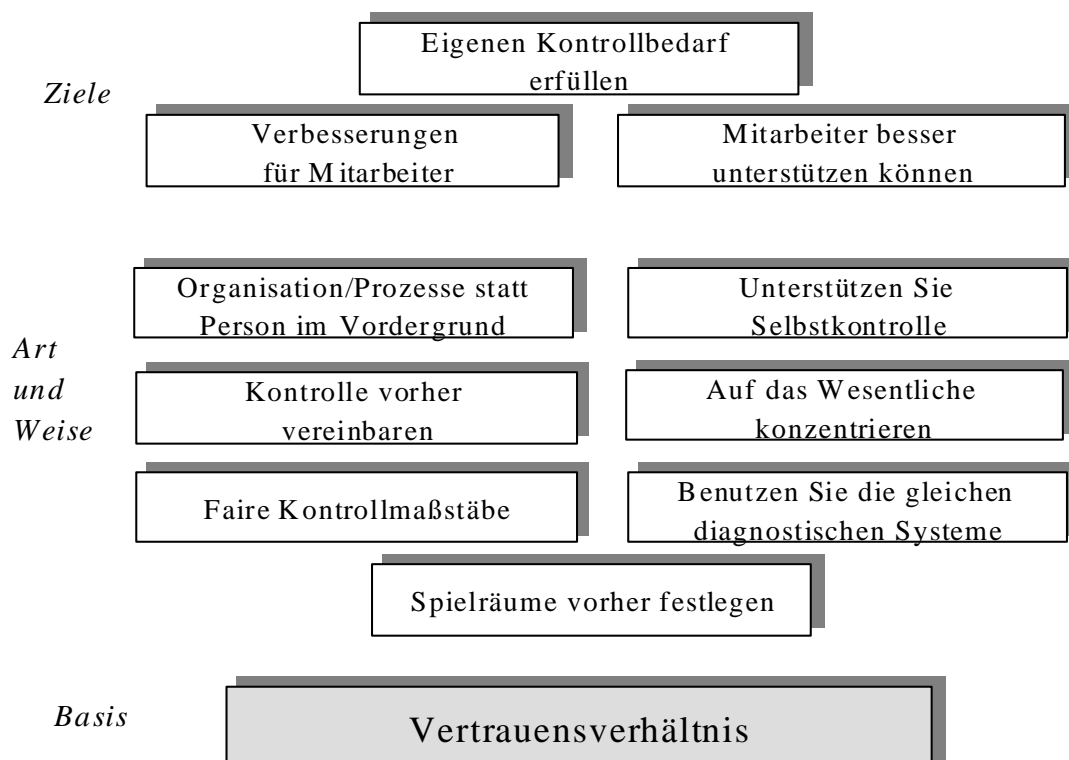 Eigenen Kontrollbedarf
erfüllen
Ziele
Verbesserungen
für Mitarbeiter
Mitarbeiter besser
unterstützen können
Organisation/Prozesse statt
Person im Vordergrund
Unterstützen Sie
Selbstkontrolle
Art
und
Weise
Kontrolle vorher
vereinbaren
Auf das Wesentliche
konzentrieren
Faire Kontrollmaßstäbe
Benutzen Sie die gleichen
diagnostischen Systeme
Spielräume vorher festlegen
Basis
Vertrauensverhältnis